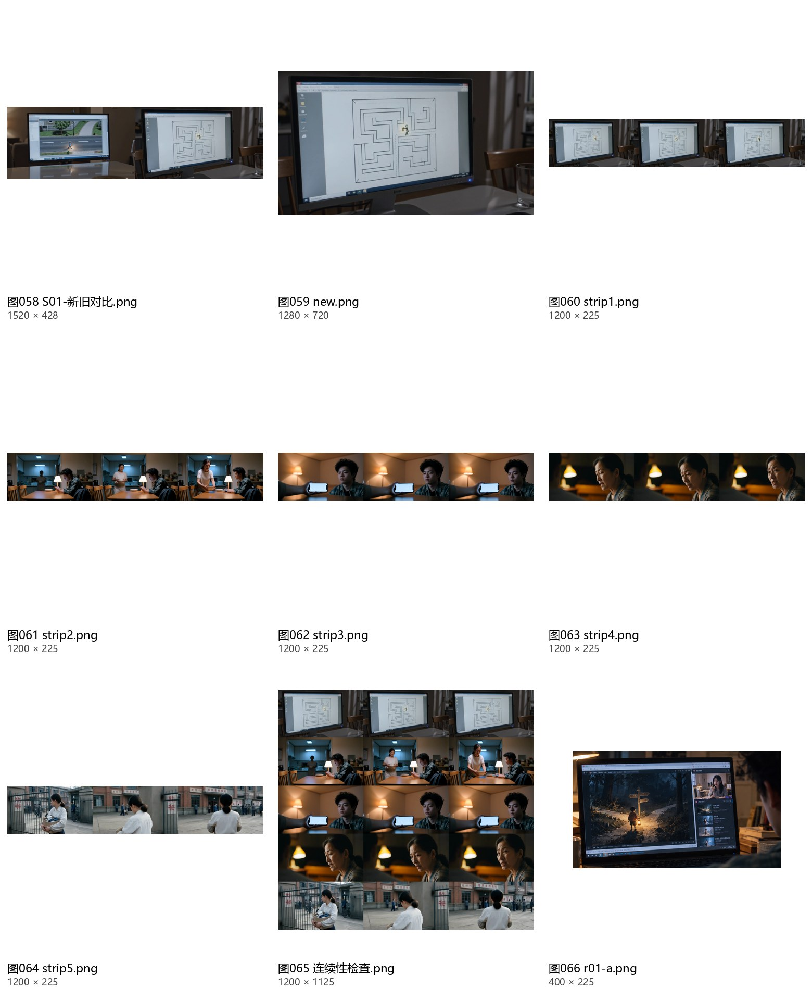 图058 S01-新旧对比.png
1520 × 428
图059 new.png
1280 × 720
图060 strip1.png
1200 × 225
图061 strip2.png
1200 × 225
图062 strip3.png
1200 × 225
图063 strip4.png
1200 × 225
图064 strip5.png
1200 × 225
图065 连续性检查.png
1200 × 1125
图066 r01-a.png
400 × 225